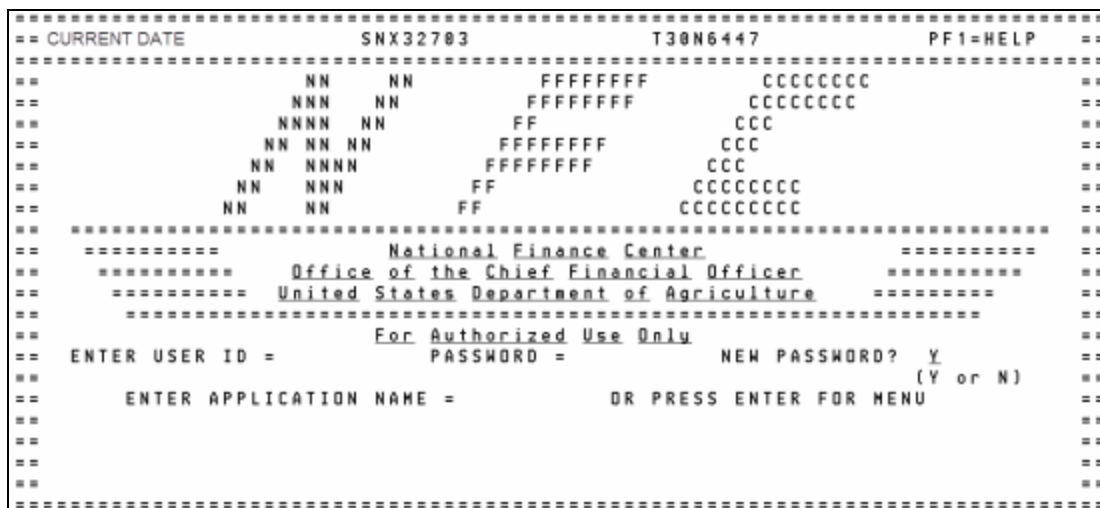 ==============================================================================
== CURRENT DATE SNX32703 T30N6447 PF1=HELP ==
==============================================================================
== NN NN FFFFFFFF CCCCCCCC ==
== NNN NN FFFFFFFF CCCCCCCC ==
== NNNN NN FF CCC ==
== NN NN NN FFFFFFFF CCC ==
== NN NNNN FFFFFFFF CCC ==
== NN NNN FF CCCCCCCC ==
== NN NN FF CCCCCCCCC ==
== ====================================================================== ==
== ========== National Finance Center ========== ==
== ========== Office of the Chief Financial Officer ========== ==
== ========== United States Department of Agriculture ========= ==
== ============================================================= ==
== For Authorized Use Only ==
== ENTER USER ID = PASSWORD = NEW PASSWORD? Y ==
== (Y or N) ==
== ENTER APPLICATION NAME = OR PRESS ENTER FOR MENU ==
==
==
==
==
==
==
==
==
==============================================================================